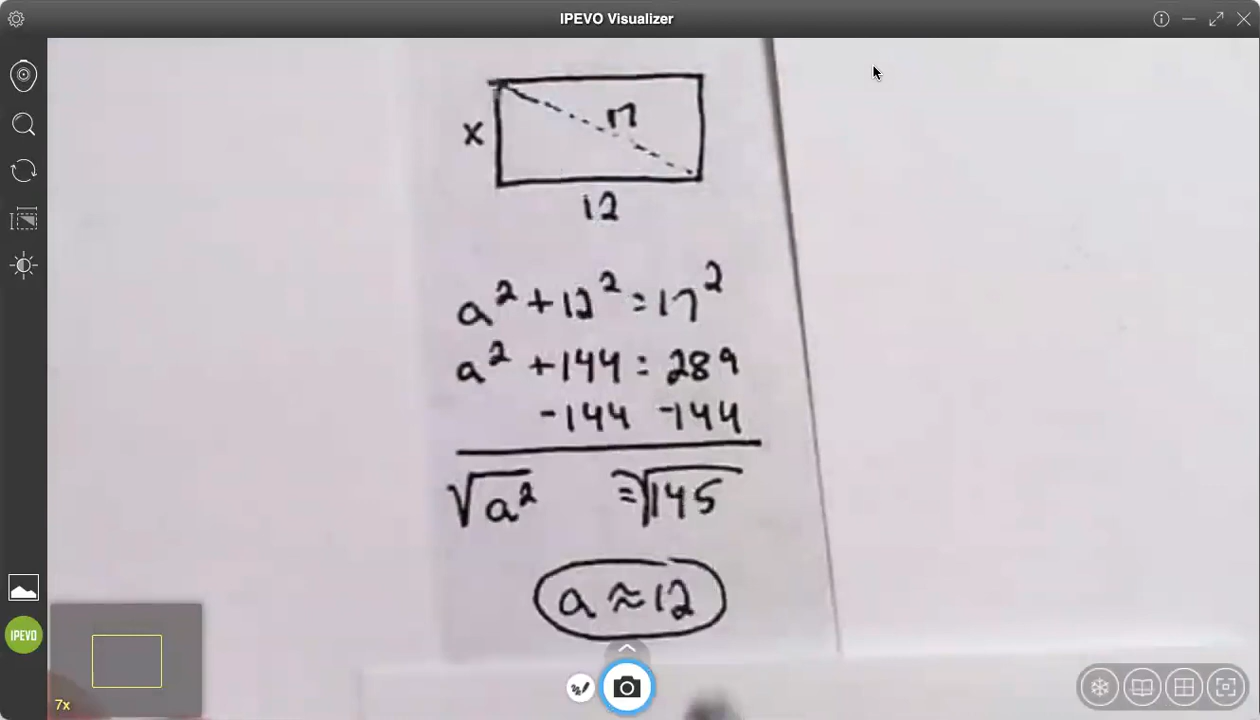 IPEVO Visualizer
x
17
12
a² + 12² = 17²
a² + 144 = 289
-144 -144
√a² = √145
a ≈ 12
IPEVO
7x